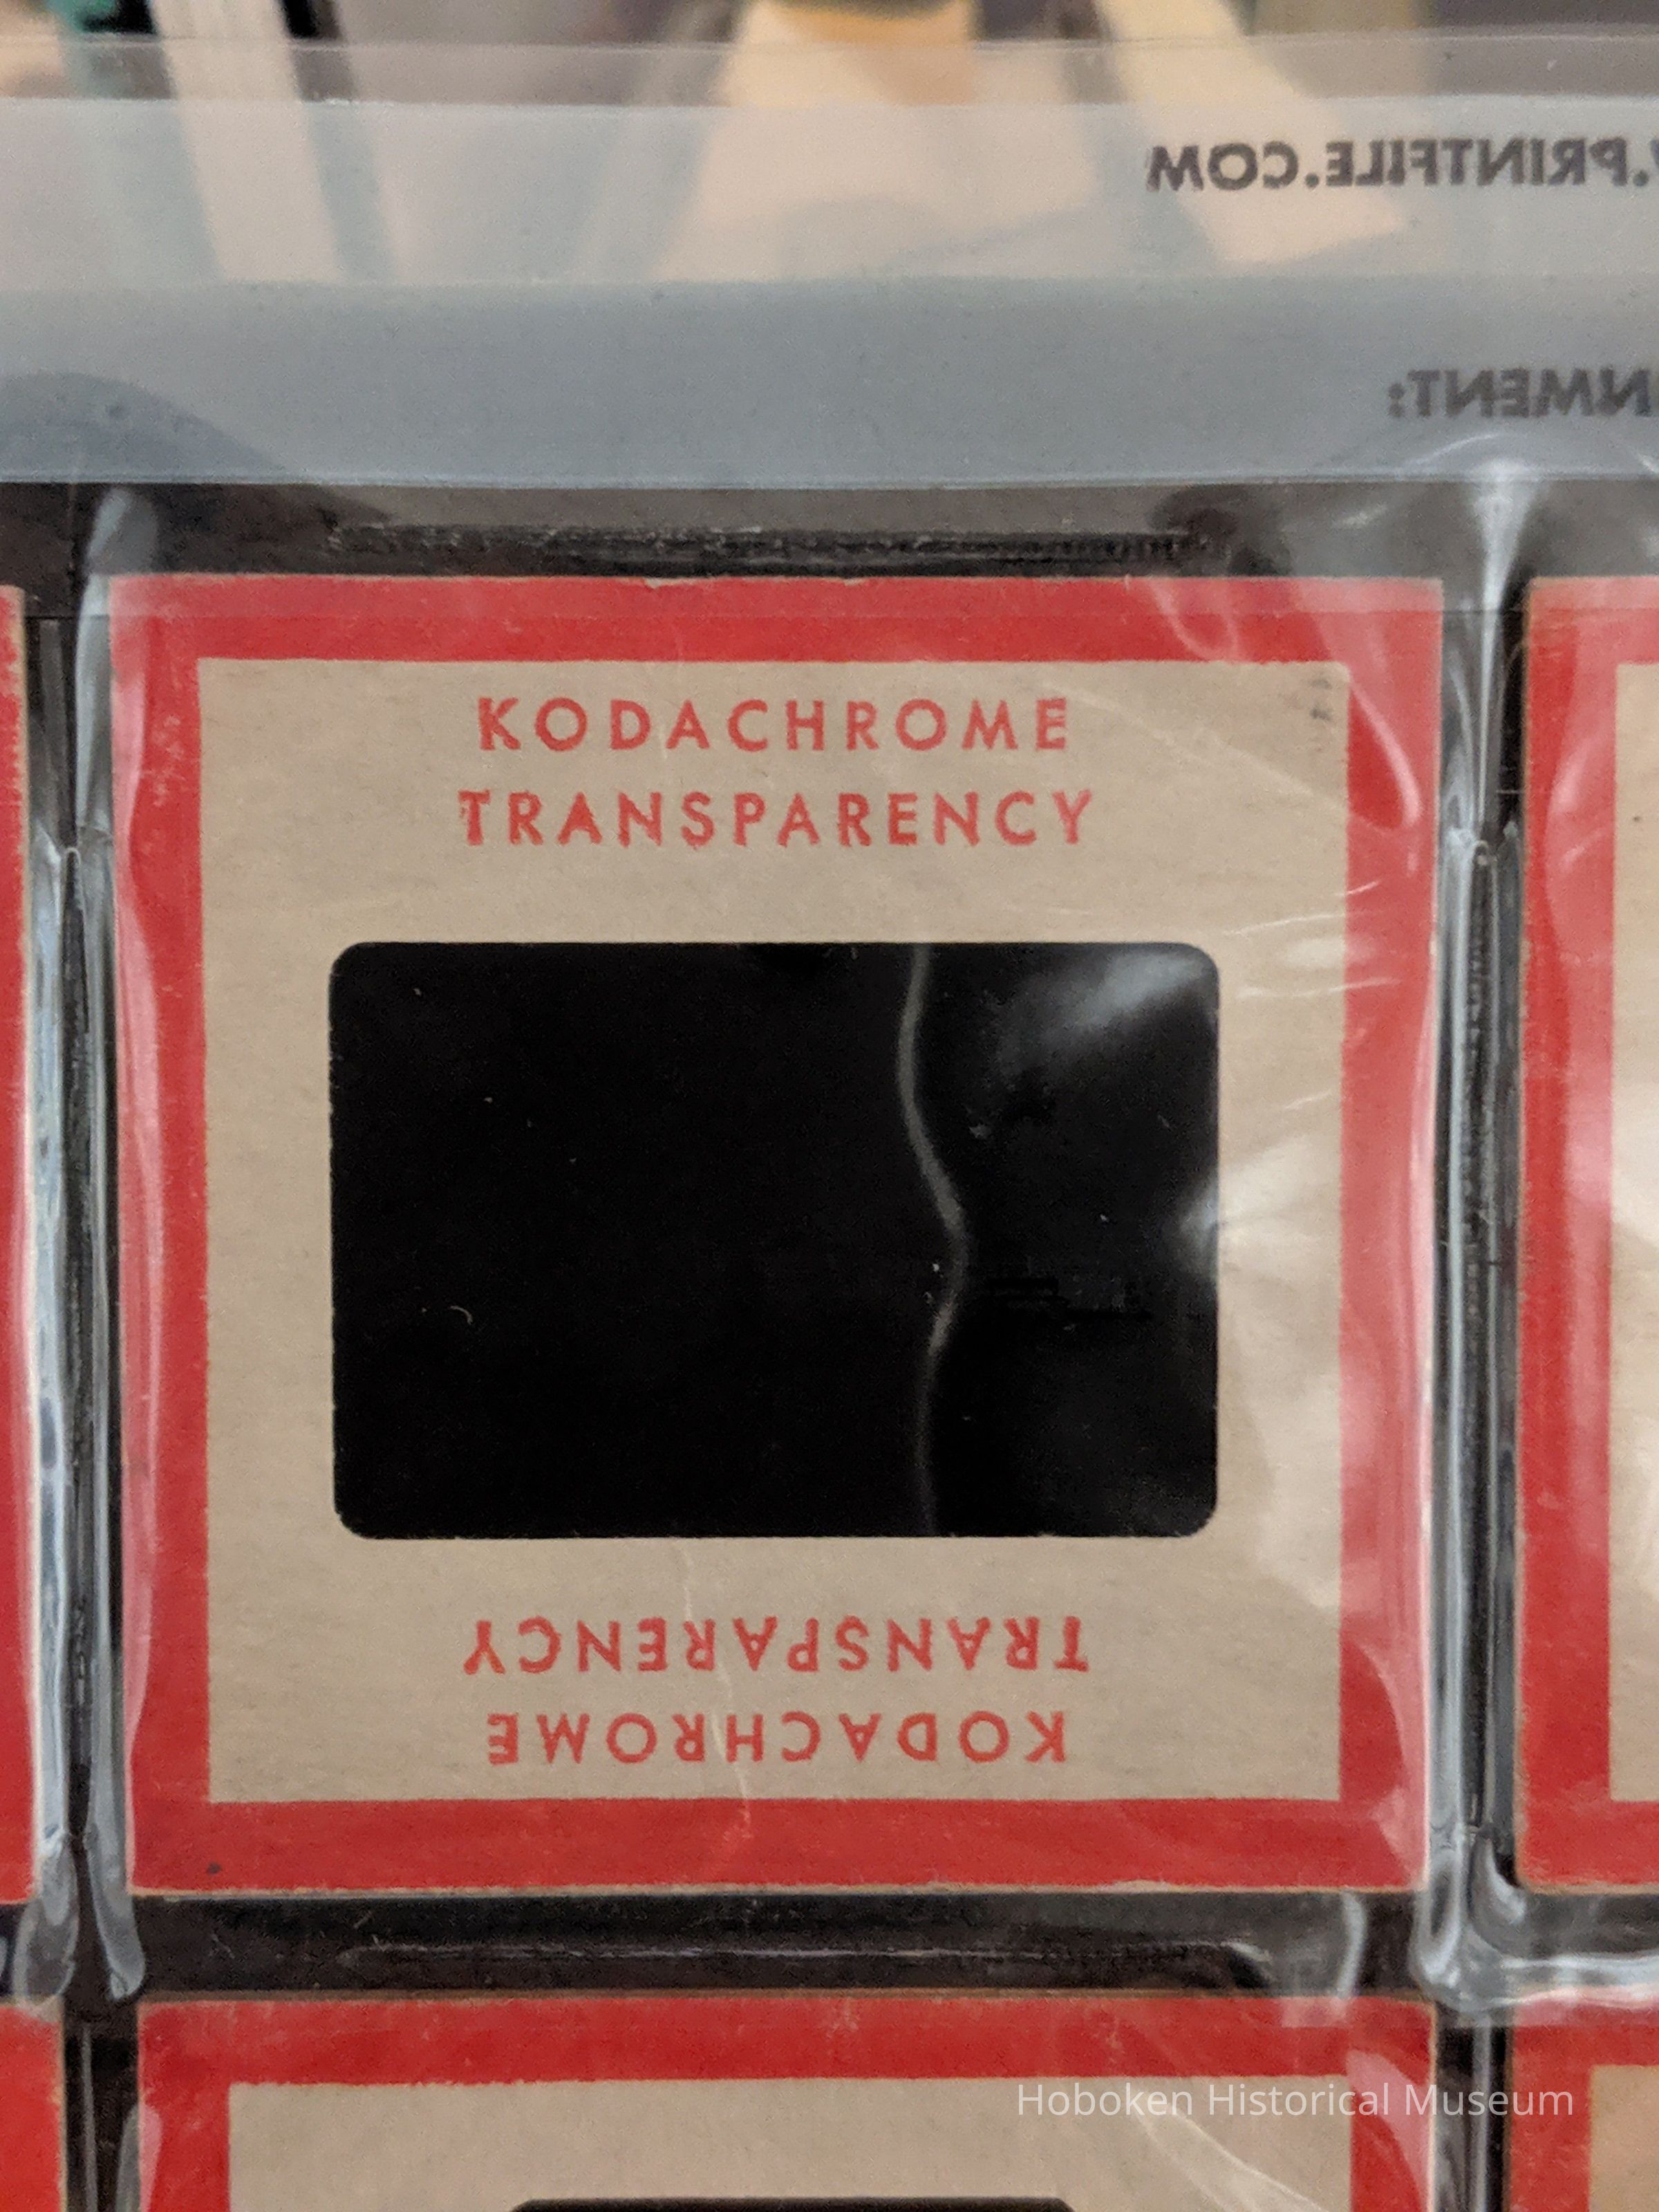 .PRINTFILE.COM
NMENT:
KODACHROME
TRANSPARENCY
KODACHROME
TRANSPARENCY
Hoboken Historical Museum